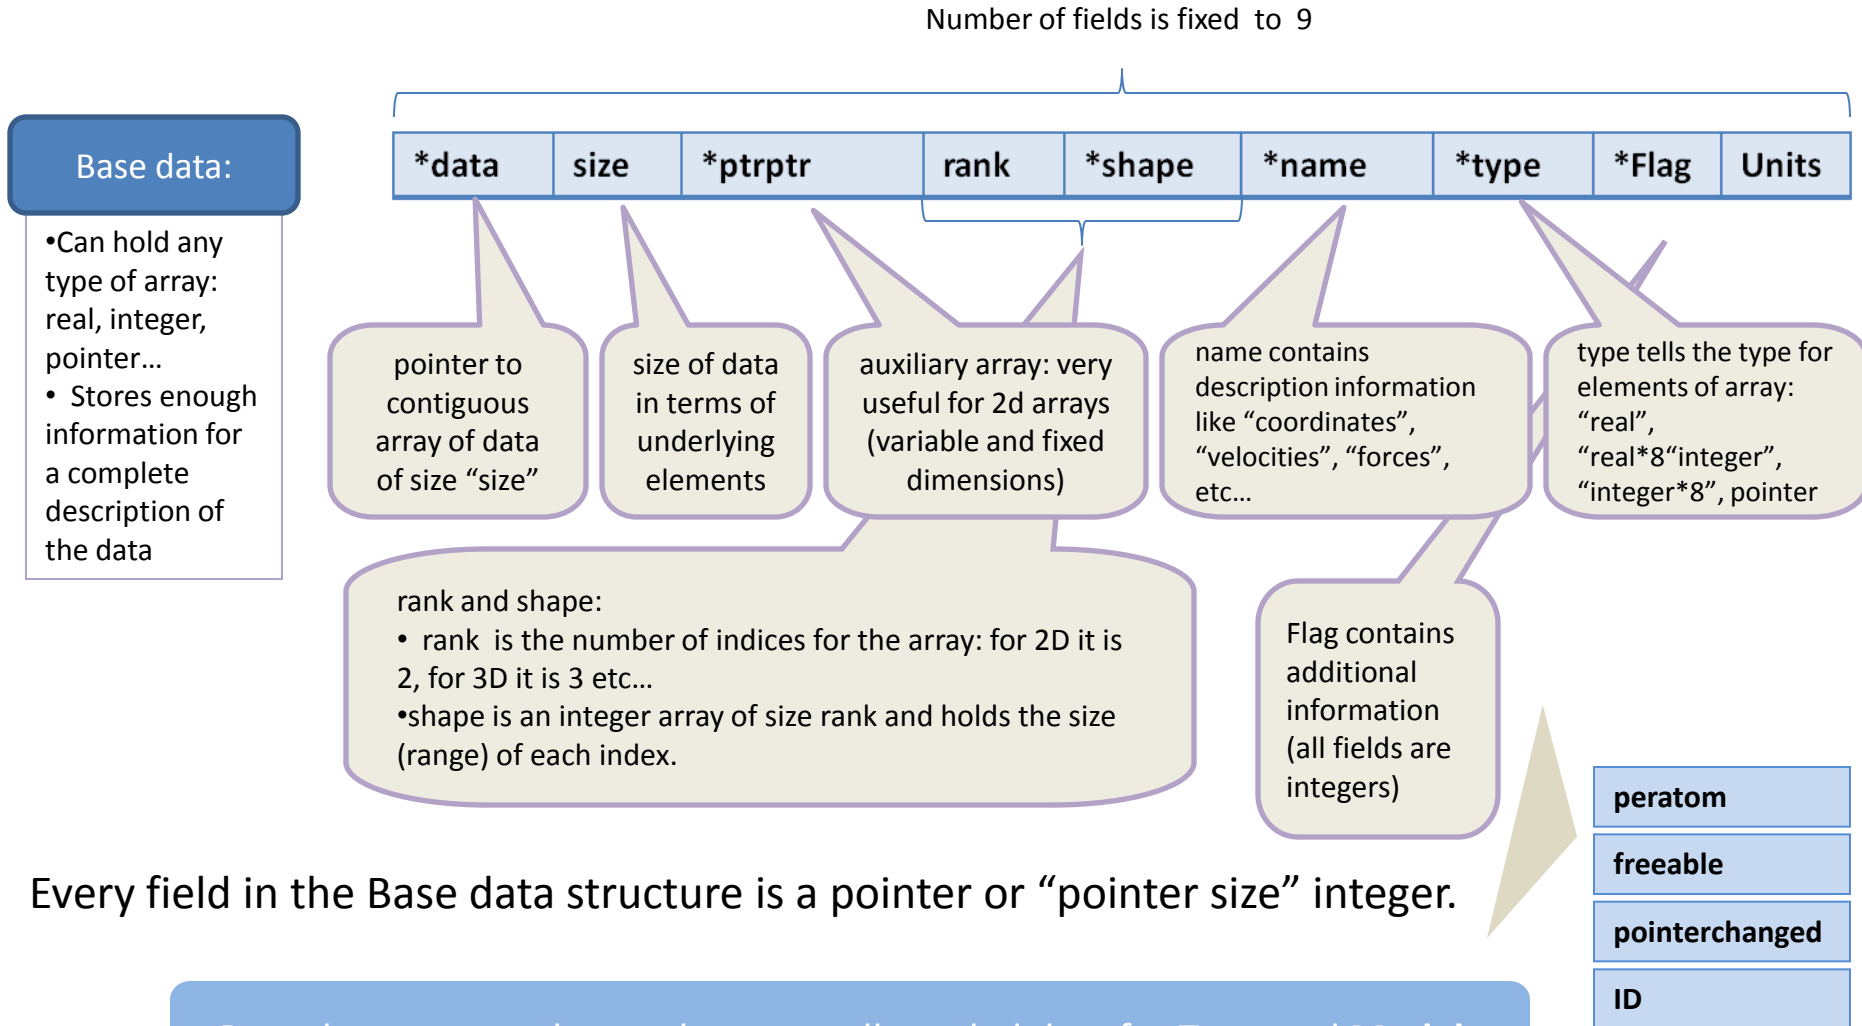 Number of fields is fixed to 9
Base data:
*data size *ptrptr rank *shape *name *type *Flag Units
•Can hold any
type of array:
real, integer,
pointer...
• Stores enough
information for
a complete
description of
the data
pointer to
contiguous
array of data
of size “size”
size of data
in terms of
underlying
elements
auxiliary array: very
useful for 2d arrays
(variable and fixed
dimensions)
name contains
description information
like “coordinates”,
“velocities”, “forces”,
etc...
type tells the type for
elements of array:
“real”,
“real*8“integer”,
“integer*8”, pointer
rank and shape:
• rank is the number of indices for the array: for 2D it is
2, for 3D it is 3 etc...
•shape is an integer array of size rank and holds the size
(range) of each index.
Flag contains
additional
information
(all fields are
integers)
peratom
freeable
pointerchanged
ID
Every field in the Base data structure is a pointer or “pointer size” integer.